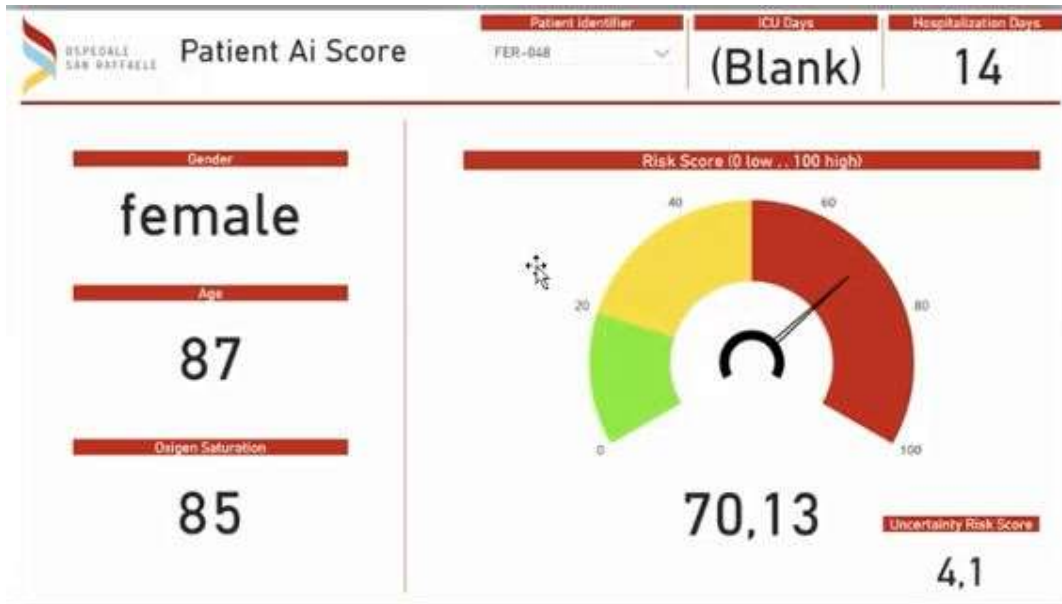 OSPEDALE
SAN RAFFAELE
Patient Ai Score
Patient Identifier
FER-048
ICU Days
(Blank)
Hospitalization Days
14
Gender
female
Age
87
Oxigen Saturation
85
Risk Score (0 low .. 100 high)
0
20
40
60
80
100
70,13
Uncertainty Risk Score
4,1